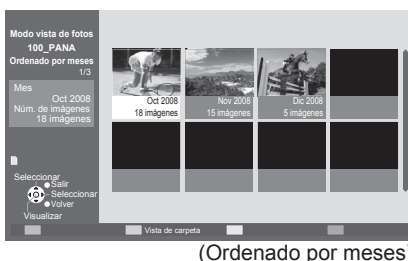 Modo vista de fotos
100_PANA
Ordenado por meses
1/3
Mes
Oct 2008
Núm. de imágenes
18 imágenes
Oct 2008
18 imágenes
Nov 2008
15 imágenes
Dic 2008
5 imágenes
Seleccionar
Salir
Seleccionar
Volver
Visualizar
Vista de carpeta
(Ordenado por meses)